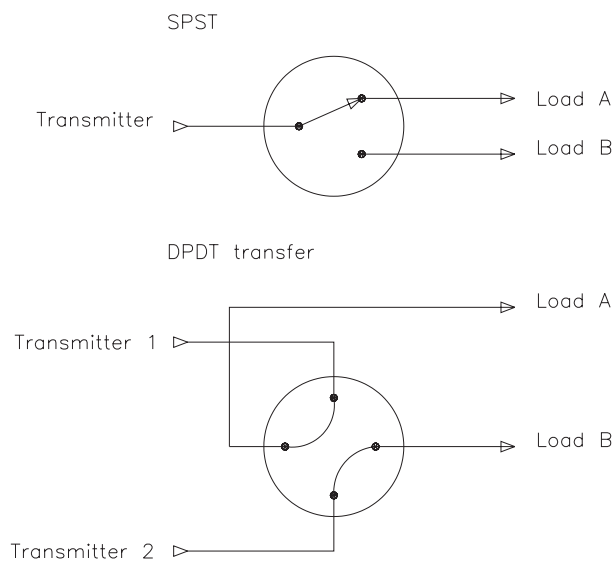 SPST
Transmitter
Load A
Load B
DPDT transfer
Load A
Transmitter 1
Load B
Transmitter 2